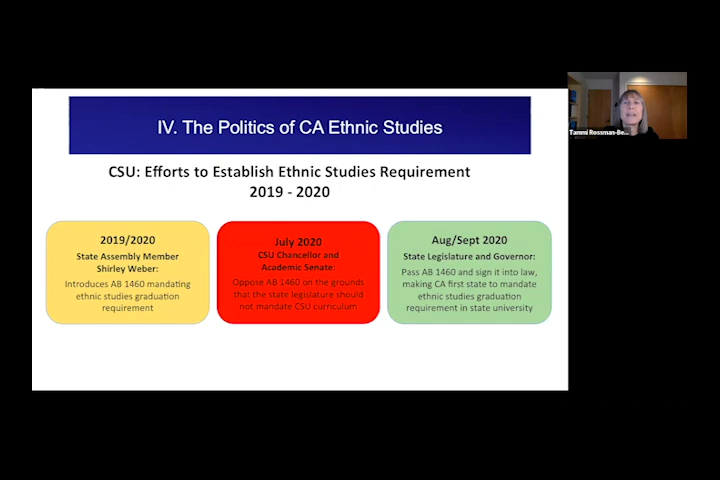 IV. The Politics of CA Ethnic Studies
CSU: Efforts to Establish Ethnic Studies Requirement
2019 - 2020
2019/2020
State Assembly Member
Shirley Weber:
Introduces AB 1460 mandating
ethnic studies graduation
requirement
July 2020
CSU Chancellor and
Academic Senate:
Oppose AB 1460 on the grounds
that the state legislature should
not mandate CSU curriculum
Aug/Sept 2020
State Legislature and Governor:
Pass AB 1460 and sign it into law,
making CA first state to mandate
ethnic studies graduation
requirement in state university
Tammi Rossman-Be...